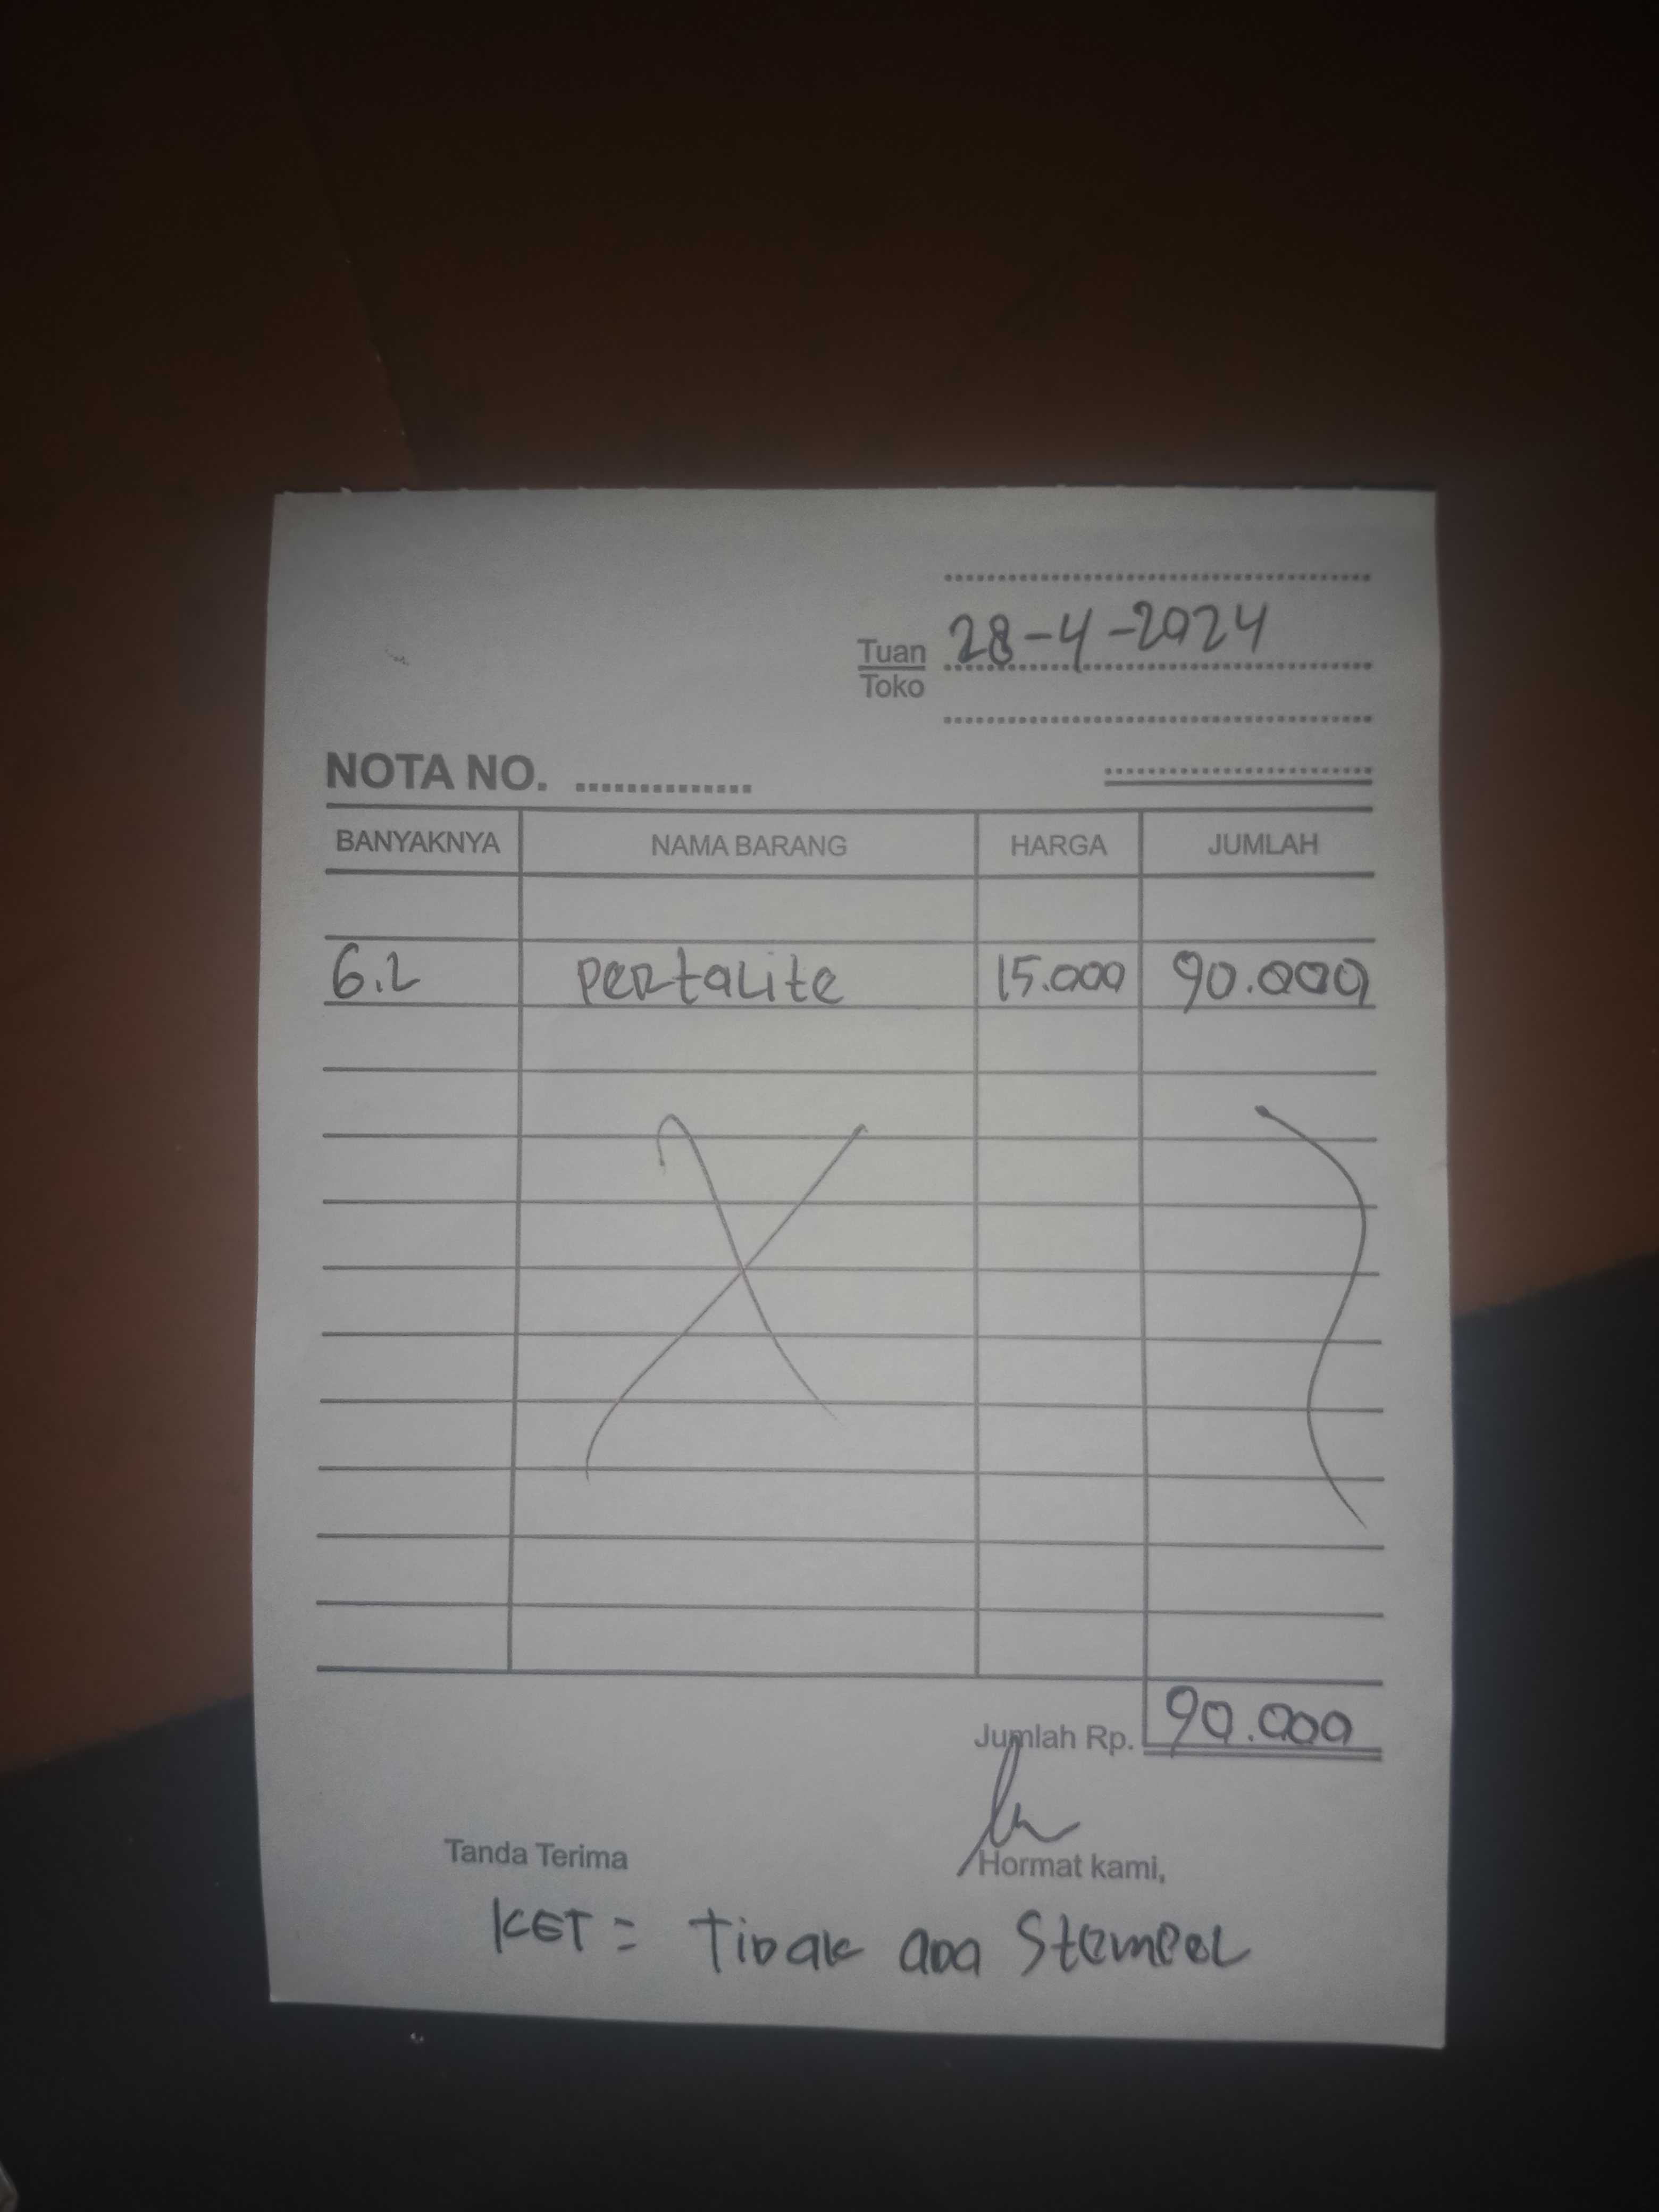 28-4-2024
Tuan
Toko
NOTA NO.
BANYAKNYA NAMA BARANG HARGA JUMLAH
6.L Pertalite 15.000 90.000
Jumlah Rp. 90.000
Tanda Terima Hormat kami,
KET = Tidak ada Stempel